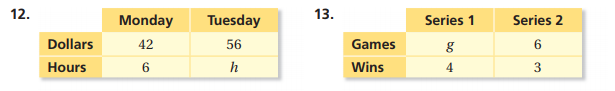 12.
Monday Tuesday
Dollars 42 56
Hours 6 h
13.
Series 1 Series 2
Games g 6
Wins 4 3